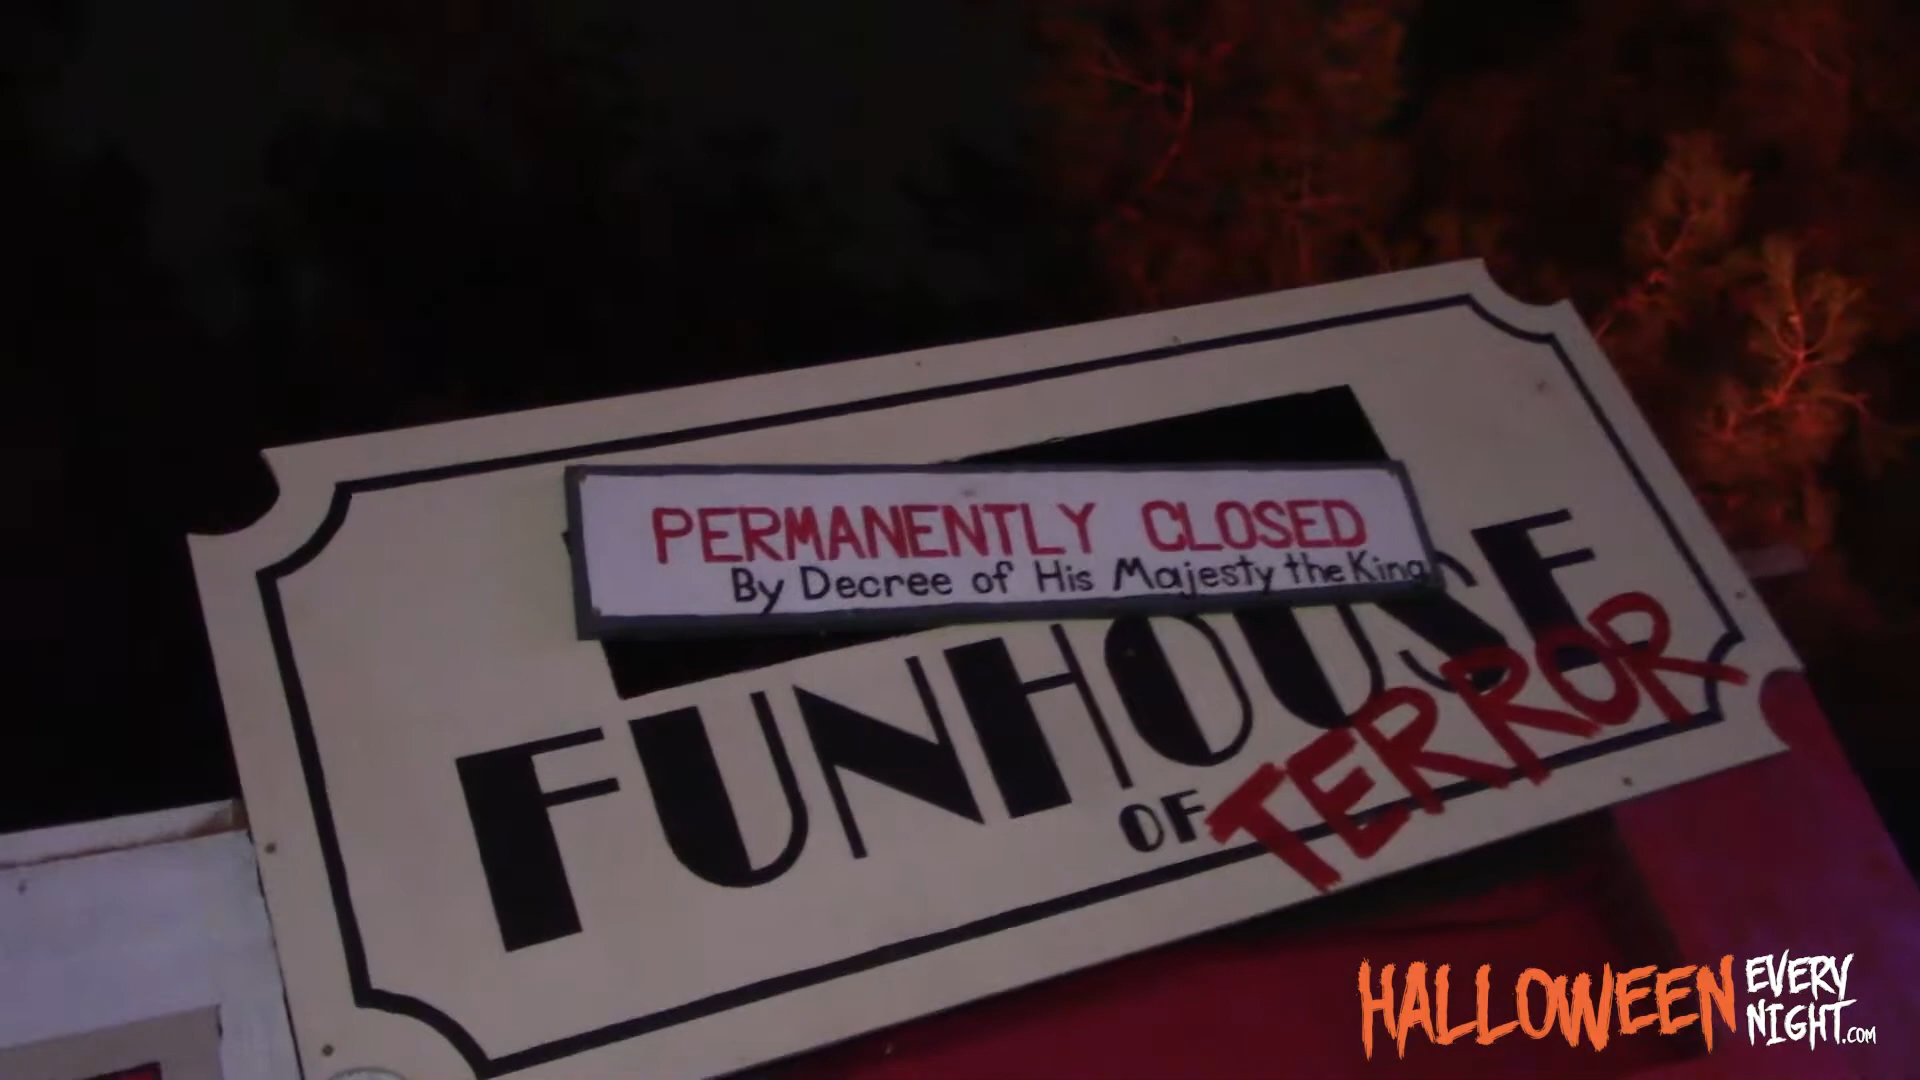 PERMANENTLY CLOSED
By Decree of His Majesty the King
FUNHOUSE
OF TERROR
HALLOWEEN EVERY
NIGHT.COM